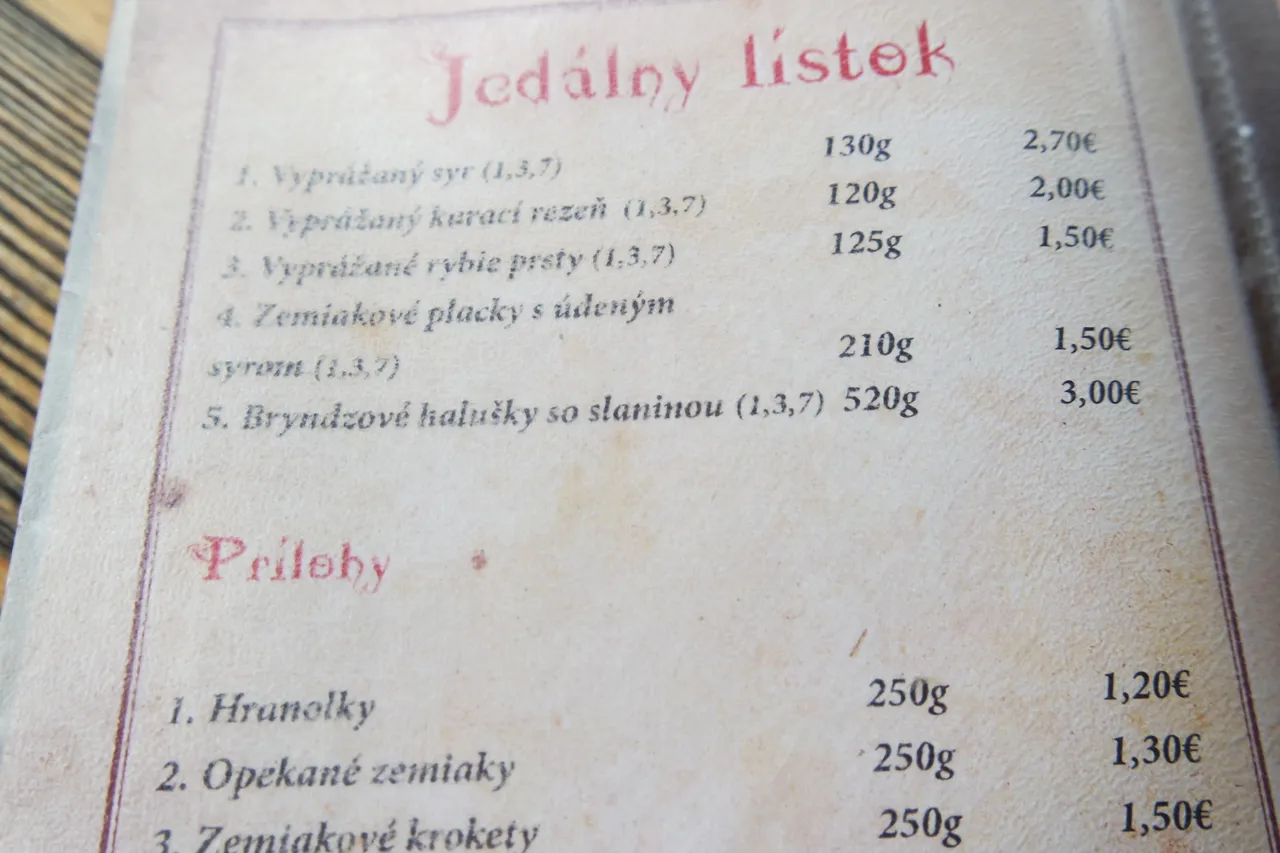 Jedálny lístok
1. Vyprážaný syr (1,3,7) 130g 2,70€
2. Vyprážaný kurací rezeň (1,3,7) 120g 2,00€
3. Vyprážané rybie prsty (1,3,7) 125g 1,50€
4. Zemiakové placky s údeným
syrom (1,3,7) 210g 1,50€
5. Bryndzové halušky so slaninou (1,3,7) 520g 3,00€
Prílohy
1. Hranolky 250g 1,20€
2. Opekané zemiaky 250g 1,30€
3. Zemiakové krokety 250g 1,50€